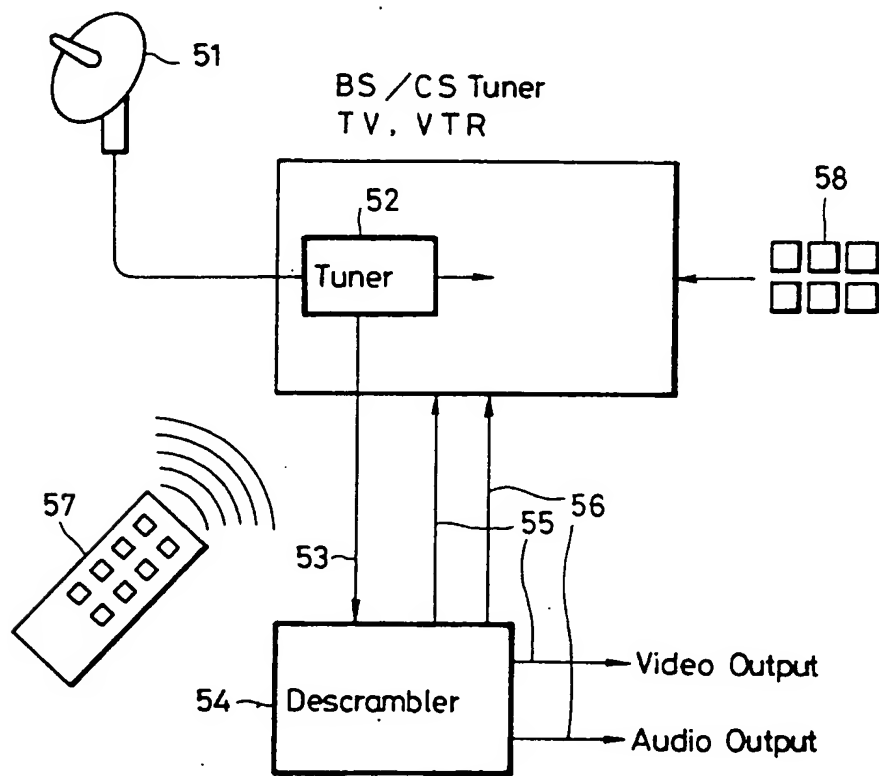 51
BS/CS Tuner
TV, VTR
52
58
Tuner
57
53
55
56
54
Descrambler
Video Output
Audio Output